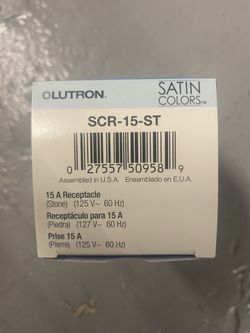 LUTRON.
SATIN
COLORS™
SCR-15-ST
0 27557 50958 9
Assembled in U.S.A. Ensamblado en E.U.A.
15 A Receptacle
(Stone) (125 V~ 60 Hz)
Receptáculo para 15 A
(Piedra) (127 V~ 60 Hz)
Prise 15 A
(Pierre) (125 V~ 60 Hz)